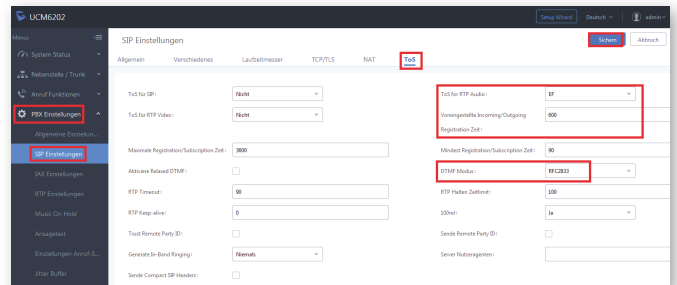 UCM6202
Setup Wizard Deutsch admin
Menus
SIP Einstellungen
Sichern Abbruch
System Status
Allgemein Verschiedenes Laufzeitmesser TCP/TLS NAT ToS
Nebenstelle / Trunk
Anruf Funktionen
PBX Einstellungen
Allgemeine Einstellun...
SIP Einstellungen
IAX Einstellungen
RTP Einstellungen
Music On Hold
Ansagetext
Einstellungen Anruf-S...
Jitter Buffer
ToS für SIP: Nicht ToS for RTP Audio: EF
ToS for RTP Video: Nicht Voreingestellte Incoming/Outgoing 600
Registration Zeit:
Maximale Registration/Subscription Zeit: 3600 Mindest Registration/Subscription Zeit: 90
Aktiviere Relaxed DTMF: DTMF Modus: RFC2833
RTP Timeout: 90 RTP Halten Zeitlimit: 100
RTP Keep-alive: 0 100rel: Ja
Trust Remote Party ID: Sende Remote Party ID:
Generate In-Band Ringing: Niemals Server Nutzeragenten:
Sende Compact SIP Headers: